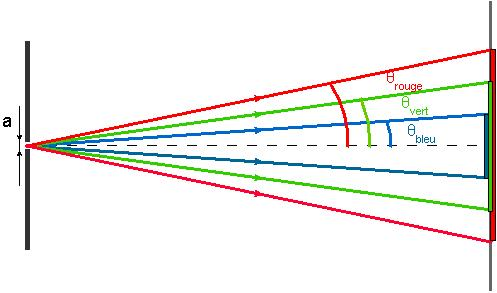 θrouge
θvert
a
θbleu